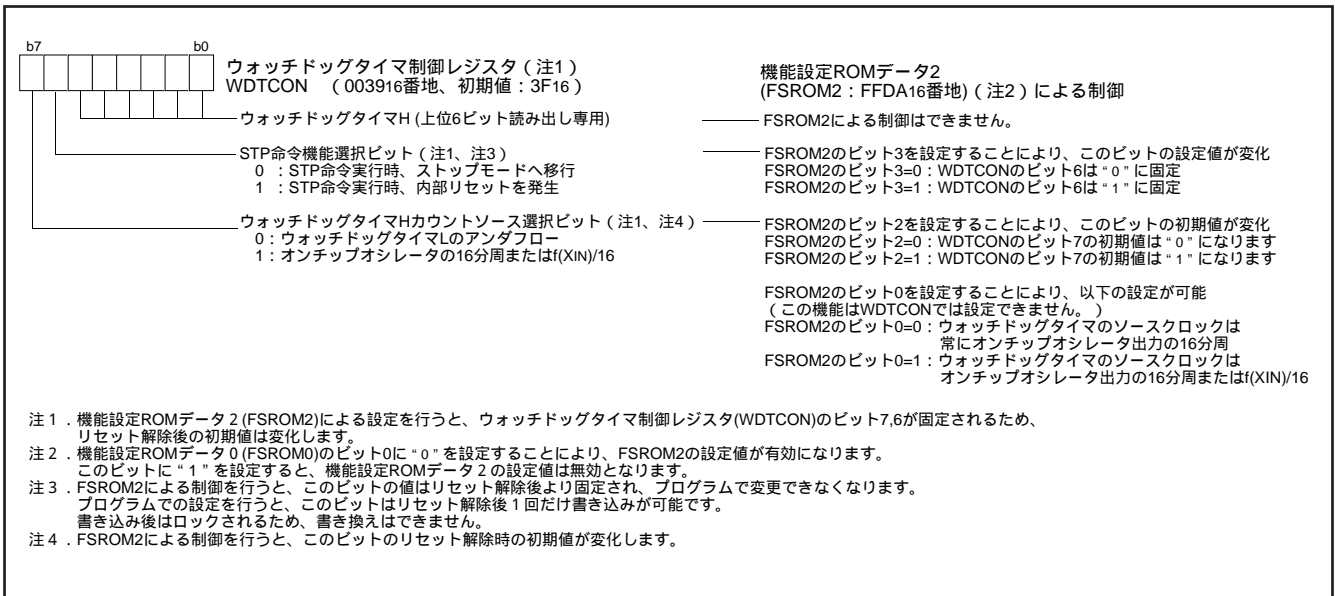 b7 b0
ウォッチドッグタイマ制御レジスタ（注1）
WDTCON （003916番地、初期値：3F16）
ウォッチドッグタイマH (上位6ビット読み出し専用)
STP命令機能選択ビット（注1、注3）
0 ：STP命令実行時、ストップモードへ移行
1 ：STP命令実行時、内部リセットを発生
ウォッチドッグタイマHカウントソース選択ビット（注1、注4）
0：ウォッチドッグタイマLのアンダフロー
1：オンチップオシレータの16分周またはf(XIN)/16
機能設定ROMデータ2
(FSROM2：FFDA16番地)（注2）による制御
FSROM2による制御はできません。
FSROM2のビット3を設定することにより、このビットの設定値が変化
FSROM2のビット3=0：WDTCONのビット6は“0”に固定
FSROM2のビット3=1：WDTCONのビット6は“1”に固定
FSROM2のビット2を設定することにより、このビットの初期値が変化
FSROM2のビット2=0：WDTCONのビット7の初期値は“0”になります
FSROM2のビット2=1：WDTCONのビット7の初期値は“1”になります
FSROM2のビット0を設定することにより、以下の設定が可能
（この機能はWDTCONでは設定できません。）
FSROM2のビット0=0：ウォッチドッグタイマのソースクロックは
常にオンチップオシレータ出力の16分周
FSROM2のビット0=1：ウォッチドッグタイマのソースクロックは
オンチップオシレータ出力の16分周またはf(XIN)/16
注1．機能設定ROMデータ2(FSROM2)による設定を行うと、ウォッチドッグタイマ制御レジスタ(WDTCON)のビット7,6が固定されるため、
リセット解除後の初期値は変化します。
注2．機能設定ROMデータ0(FSROM0)のビット0に“0”を設定することにより、FSROM2の設定値が有効になります。
このビットに“1”を設定すると、機能設定ROMデータ2の設定値は無効となります。
注3．FSROM2による制御を行うと、このビットの値はリセット解除後より固定され、プログラムで変更できなくなります。
プログラムでの設定を行うと、このビットはリセット解除後1回だけ書き込みが可能です。
書き込み後はロックされるため、書き換えはできません。
注4．FSROM2による制御を行うと、このビットのリセット解除時の初期値が変化します。